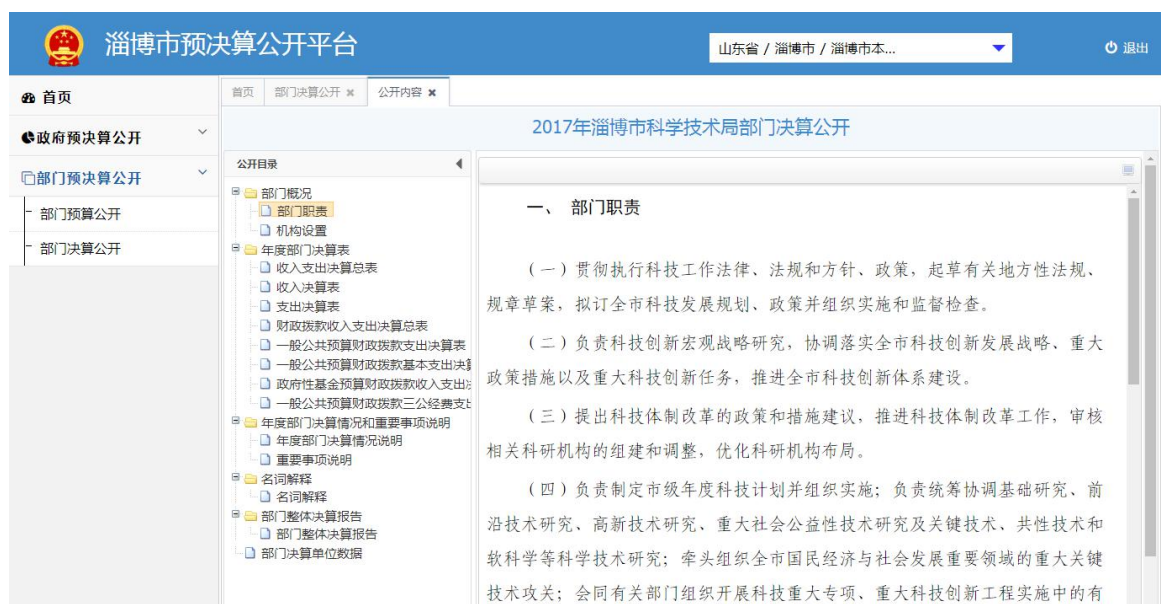 淄博市预决算公开平台
山东省 / 淄博市 / 淄博市本...
退出
首页
政府预决算公开
部门预决算公开
部门预算公开
部门决算公开
首页 部门决算公开 公开内容
2017年淄博市科学技术局部门决算公开
公开目录
部门概况
部门职责
机构设置
年度部门决算表
收入支出决算总表
收入决算表
支出决算表
财政拨款收入支出决算总表
一般公共预算财政拨款支出决算表
一般公共预算财政拨款基本支出决
政府性基金预算财政拨款收入支出
一般公共预算财政拨款三公经费支
年度部门决算情况和重要事项说明
年度部门决算情况说明
重要事项说明
名词解释
名词解释
部门整体决算报告
部门整体决算报告
部门决算单位数据
一、 部门职责
（一）贯彻执行科技工作法律、法规和方针、政策，起草有关地方性法规、
规章草案，拟订全市科技发展规划、政策并组织实施和监督检查。
（二）负责科技创新宏观战略研究，协调落实全市科技创新发展战略、重大
政策措施以及重大科技创新任务，推进全市科技创新体系建设。
（三）提出科技体制改革的政策和措施建议，推进科技体制改革工作，审核
相关科研机构的组建和调整，优化科研机构布局。
（四）负责制定市级年度科技计划并组织实施；负责统筹协调基础研究、前
沿技术研究、高新技术研究、重大社会公益性技术研究及关键技术、共性技术和
软科学等科学技术研究；牵头组织全市国民经济与社会发展重要领域的重大关键
技术攻关；会同有关部门组织开展科技重大专项、重大科技创新工程实施中的有